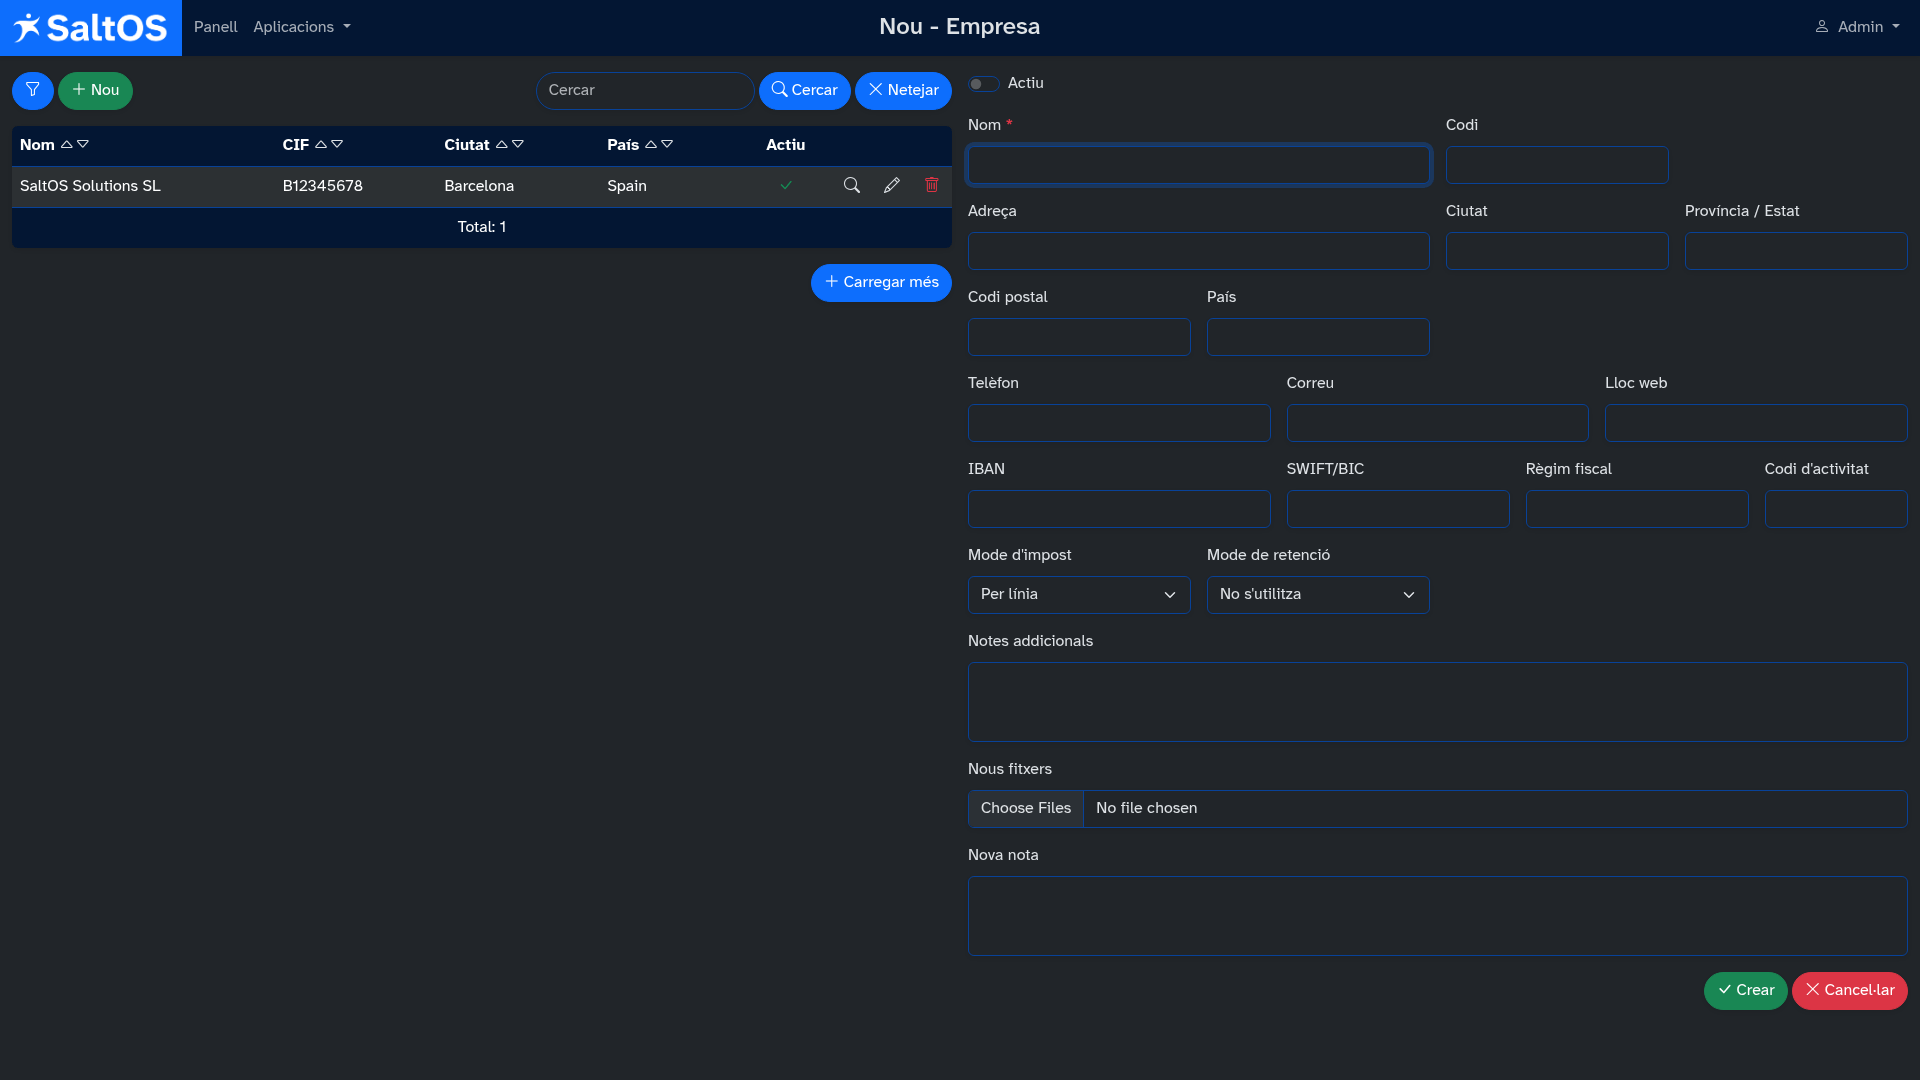 SaltOS
Panell
Aplicacions
Nou - Empresa
Admin
Nou
Cercar
Cercar
Netejar
Nom CIF Ciutat País Actiu
SaltOS Solutions SL B12345678 Barcelona Spain
Total: 1
Carregar més
Actiu
Nom * Codi
Adreça Ciutat Província / Estat
Codi postal País
Telèfon Correu Lloc web
IBAN SWIFT/BIC Règim fiscal Codi d'activitat
Mode d'impost Mode de retenció
Per línia No s'utilitza
Notes addicionals
Nous fitxers
Choose Files No file chosen
Nova nota
Crear Cancel·lar